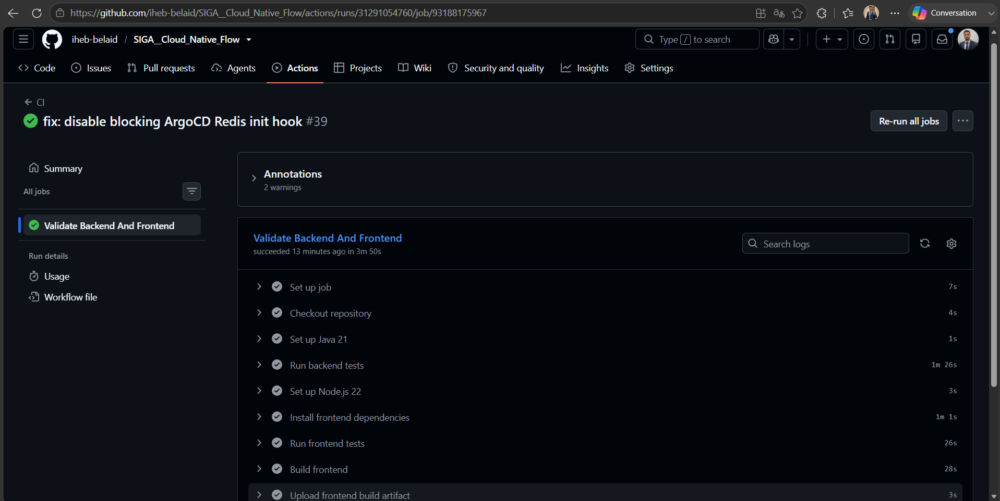 https://github.com/iheb-belaid/SIGA__Cloud_Native_Flow/actions/runs/31291054760/job/93188175967
Conversation
iheb-belaid / SIGA__Cloud_Native_Flow
Type / to search
Code Issues Pull requests Agents Actions Projects Wiki Security and quality Insights Settings
CI
fix: disable blocking ArgoCD Redis init hook #39
Re-run all jobs
Summary
All jobs
Validate Backend And Frontend
Run details
Usage
Workflow file
Annotations
2 warnings
Validate Backend And Frontend
succeeded 13 minutes ago in 3m 50s
Search logs
Set up job 7s
Checkout repository 4s
Set up Java 21 1s
Run backend tests 1m 26s
Set up Node.js 22 3s
Install frontend dependencies 1m 1s
Run frontend tests 26s
Build frontend 28s
Upload frontend build artifact 3s